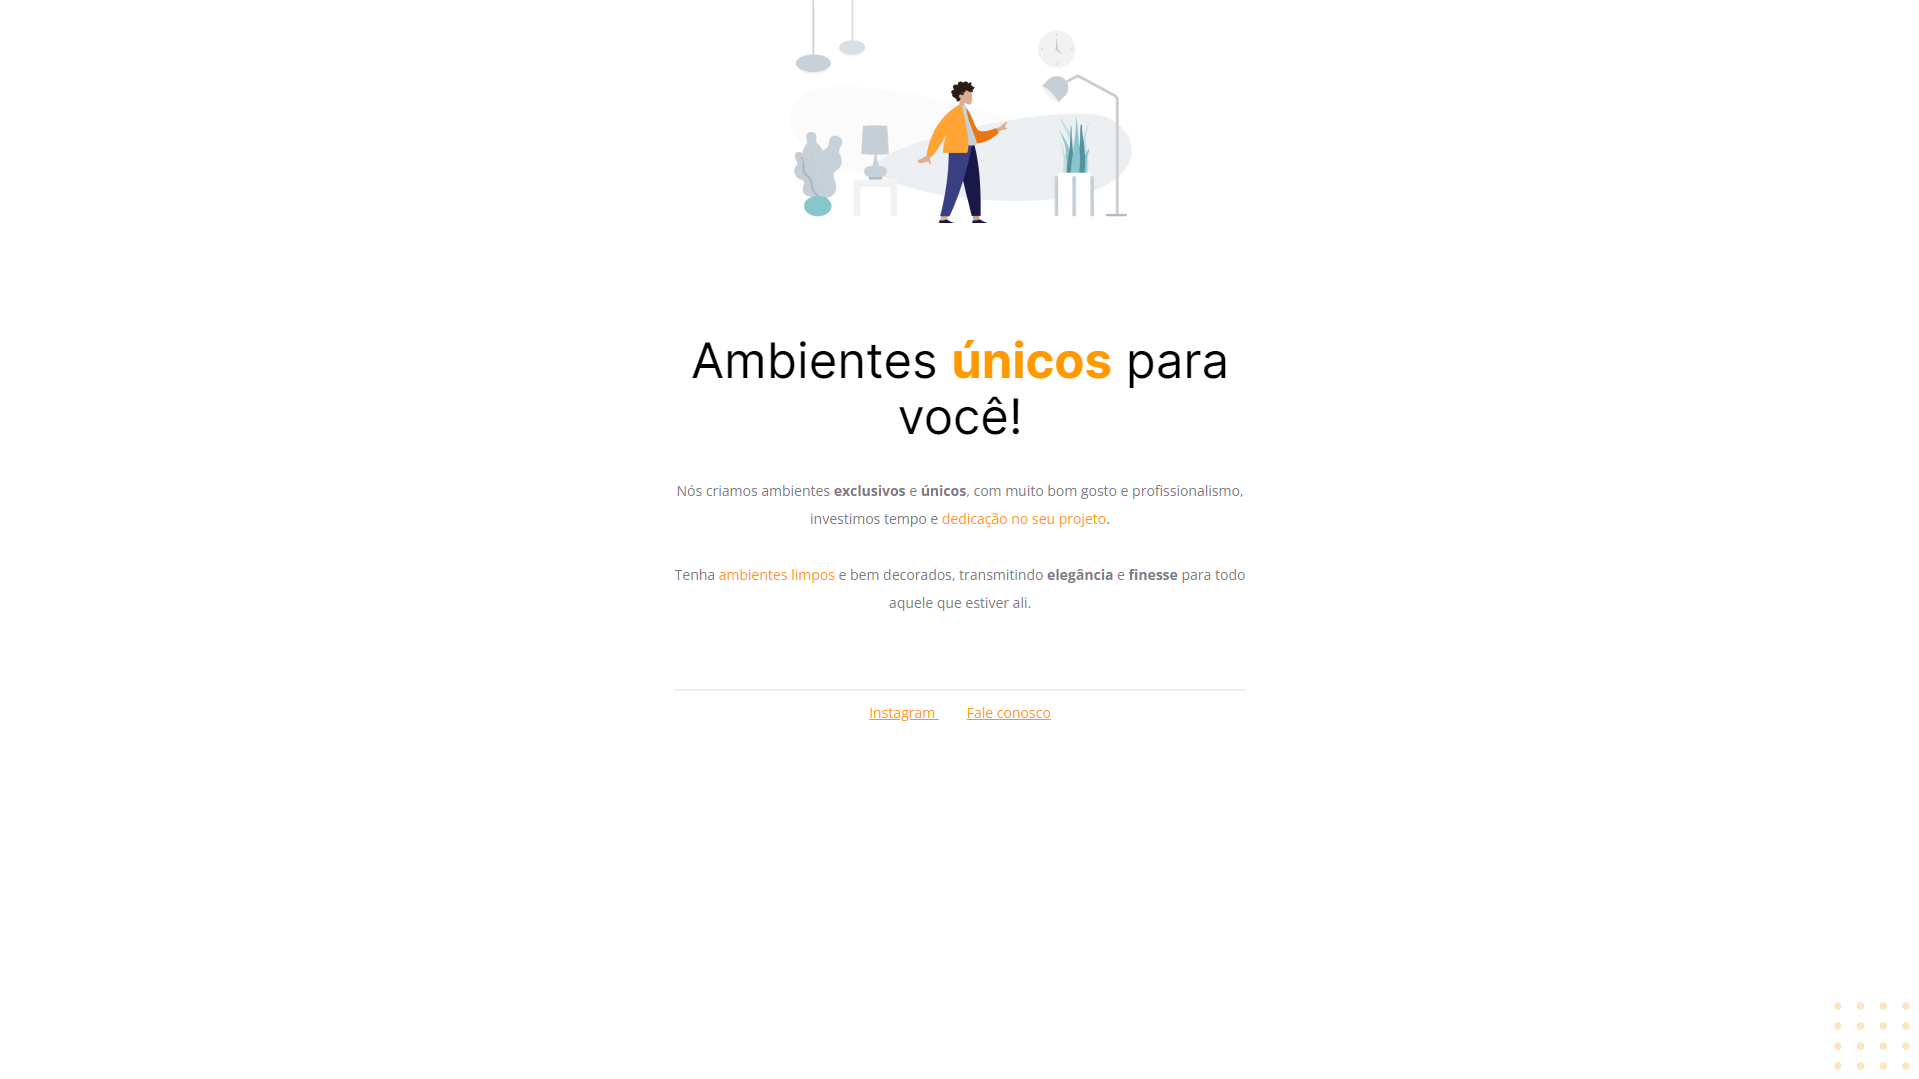 Ambientes únicos para
você!
Nós criamos ambientes exclusivos e únicos, com muito bom gosto e profissionalismo,
investimos tempo e dedicação no seu projeto.
Tenha ambientes limpos e bem decorados, transmitindo elegância e finesse para todo
aquele que estiver ali.
Instagram Fale conosco